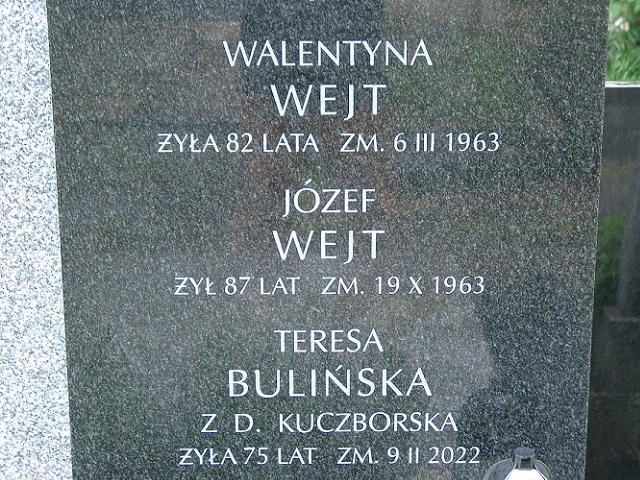 WALENTYNA
WEJT
ŻYŁA 82 LATA ZM. 6 III 1963
JÓZEF
WEJT
ŻYŁ 87 LAT ZM. 19 X 1963
TERESA
BULIŃSKA
Z D. KUCZBORSKA
ŻYŁA 75 LAT ZM. 9 II 2022